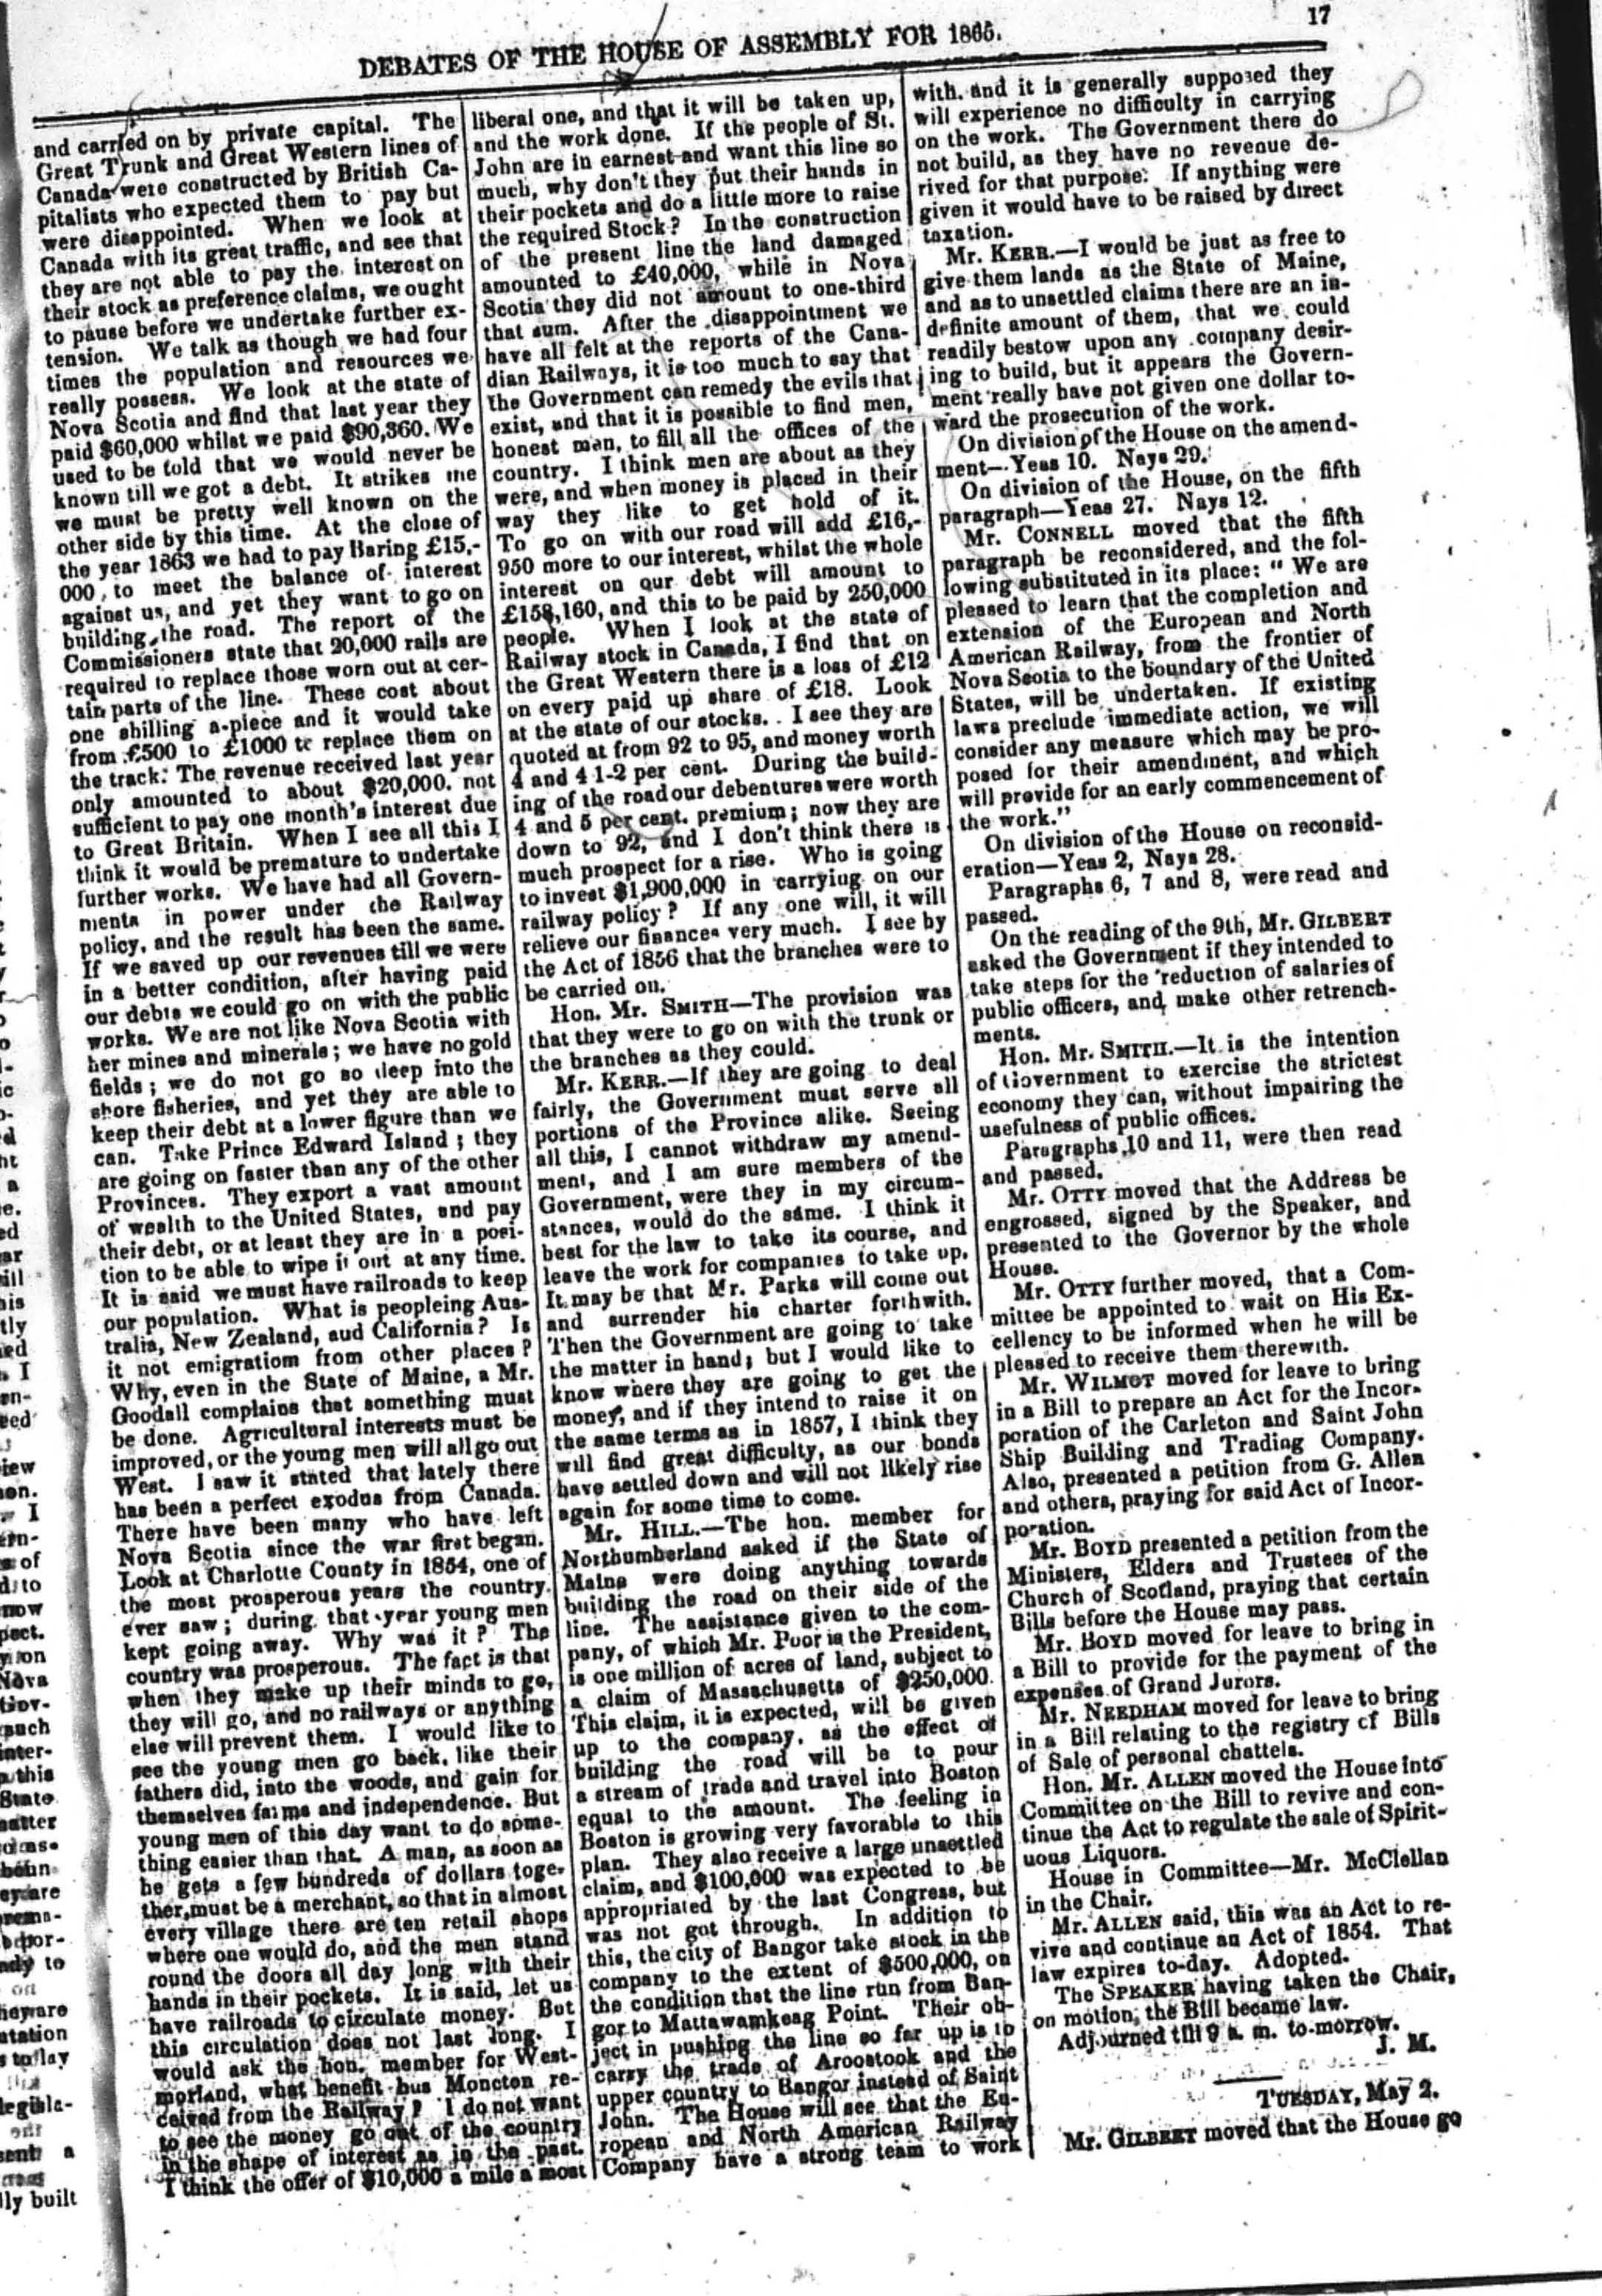 DEBATES OF THE HOUSE OF ASSEMBLY FOR 1865.
17
and carried on by private capital. The
Great Trunk and Great Western lines of
Canada were constructed by British Ca-
pitalists who expected them to pay but
were disappointed. When we look at
Canada with its great traffic, and see that
they are not able to pay the interest on
their stock as preference claims, we ought
to pause before we undertake further ex-
tension. We talk as though we had four
times the population and resources we
really possess. We look at the state of
Nova Scotia and find that last year they
paid $60,000 whilst we paid $90,360. We
used to be told that we would never be
known till we got a debt. It strikes me
we must be pretty well known on the
other side by this time. At the close of
the year 1863 we had to pay Baring £15,-
000, to meet the balance of interest
against us, and yet they want to go on
building the road. The report of the
Commissioners state that 20,000 rails are
required to replace those worn out at cer-
tain parts of the line. These cost about
one shilling a-piece and it would take
from £500 to £1000 to replace them on
the track. The revenue received last year
only amounted to about $20,000. not
sufficient to pay one month's interest due
to Great Britain. When I see all this I
think it would be premature to undertake
further works. We have had all Govern-
ments in power under the Railway
policy, and the result has been the same.
If we saved up our revenues till we were
in a better condition, after having paid
our debts we could go on with the public
works. We are not like Nova Scotia with
her mines and minerals; we have no gold
fields; we do not go so deep into the
shore fisheries, and yet they are able to
keep their debt at a lower figure than we
can. Take Prince Edward Island; they
are going on faster than any of the other
Provinces. They export a vast amount
of wealth to the United States, and pay
their debt, or at least they are in a posi-
tion to be able to wipe it out at any time.
It is said we must have railroads to keep
our population. What is peopleing Aus-
tralia, New Zealand, aud California? Is
it not emigratiom from other places?
Why, even in the State of Maine, a Mr.
Goodall complains that something must
be done. Agricultural interests must be
improved, or the young men will all go out
West. I saw it stated that lately there
has been a perfect exodus from Canada.
There have been many who have left
Nova Scotia since the war first began.
Look at Charlotte County in 1854, one of
the most prosperous years the country
ever saw; during that year young men
kept going away. Why was it? The
country was prosperous. The fact is that
when they make up their minds to go,
they will go, and no railways or anything
else will prevent them. I would like to
see the young men go back, like their
fathers did, into the woods, and gain for
themselves farms and independence. But
young men of this day want to do some-
thing easier than that. A man, as soon as
he gets a few hundreds of dollars toge-
ther, must be a merchant, so that in almost
every village there are ten retail shops
where one would do, and the men stand
round the doors all day long with their
hands in their pockets. It is said, let us
have railroads to circulate money. But
this circulation does not last long. I
would ask the hon. member for West-
morland, what benefit has Moncton re-
ceived from the Railway? I do not want
to see the money go out of the country
in the shape of interest as in the past.
I think the offer of $10,000 a mile a most
liberal one, and that it will be taken up,
and the work done. If the people of St.
John are in earnest and want this line so
much, why don't they put their hands in
their pockets and do a little more to raise
the required Stock? In the construction
of the present line the land damaged
amounted to £40,000, while in Nova
Scotia they did not amount to one-third
that sum. After the disappointment we
have all felt at the reports of the Cana-
dian Railways, it is too much to say that
the Government can remedy the evils that
exist, and that it is possible to find men,
honest men, to fill all the offices of the
country. I think men are about as they
were, and when money is placed in their
way they like to get hold of it.
To go on with our road will add £16,-
950 more to our interest, whilst the whole
interest on our debt will amount to
£158,160, and this to be paid by 250,000
people. When I look at the state of
Railway stock in Canada, I find that on
the Great Western there is a loss of £12
on every paid up share of £18. Look
at the state of our stocks. I see they are
quoted at from 92 to 95, and money worth
4 and 4 1-2 per cent. During the build-
ing of the road our debentures were worth
4 and 5 per cent. premium; now they are
down to 92, and I don't think there is
much prospect for a rise. Who is going
to invest $1,900,000 in carrying on our
railway policy? If any one will, it will
relieve our finances very much. I see by
the Act of 1856 that the branches were to
be carried on.
Hon. Mr. SMITH—The provision was
that they were to go on with the trunk or
the branches as they could.
Mr. KERR.—If they are going to deal
fairly, the Government must serve all
portions of the Province alike. Seeing
all this, I cannot withdraw my amend-
ment, and I am sure members of the
Government, were they in my circum-
stances, would do the same. I think it
best for the law to take its course, and
leave the work for companies to take up.
It may be that Mr. Parks will come out
and surrender his charter forthwith.
Then the Government are going to take
the matter in hand; but I would like to
know where they are going to get the
money, and if they intend to raise it on
the same terms as in 1857, I think they
will find great difficulty, as our bonds
have settled down and will not likely rise
again for some time to come.
Mr. HILL.—The hon. member for
Northumberland asked if the State of
Maine were doing anything towards
building the road on their side of the
line. The assistance given to the com-
pany, of which Mr. Poor is the President,
is one million of acres of land, subject to
a claim of Massachusetts of $250,000.
This claim, it is expected, will be given
up to the company, as the effect of
building the road will be to pour
a stream of trade and travel into Boston
equal to the amount. The feeling in
Boston is growing very favorable to this
plan. They also receive a large unsettled
claim, and $100,000 was expected to be
appropriated by the last Congress, but
was not got through. In addition to
this, the city of Bangor take stock in the
company to the extent of $500,000, on
the condition that the line run from Ban-
gor to Mattawamkeag Point. Their ob-
ject in pushing the line so far up is to
carry the trade of Aroostook and the
upper country to Bangor instead of Saint
John. The House will see that the Eu-
ropean and North American Railway
Company have a strong team to work
with. and it is generally supposed they
will experience no difficulty in carrying
on the work. The Government there do
not build, as they have no revenue de-
rived for that purpose. If anything were
given it would have to be raised by direct
taxation.
Mr. KERR.—I would be just as free to
give them lands as the State of Maine,
and as to unsettled claims there are an in-
definite amount of them, that we could
readily bestow upon any company desir-
ing to build, but it appears the Govern-
ment really have not given one dollar to-
ward the prosecution of the work.
On division of the House on the amend-
ment—Yeas 10. Nays 29.
On division of the House, on the fifth
paragraph—Yeas 27. Nays 12.
Mr. CONNELL moved that the fifth
paragraph be reconsidered, and the fol-
lowing substituted in its place: "We are
pleased to learn that the completion and
extension of the European and North
American Railway, from the frontier of
Nova Scotia to the boundary of the United
States, will be undertaken. If existing
laws preclude immediate action, we will
consider any measure which may be pro-
posed for their amendment, and which
will provide for an early commencement of
the work."
On division of the House on reconsid-
eration—Yeas 2, Nays 28.
Paragraphs 6, 7 and 8, were read and
passed.
On the reading of the 9th, Mr. GILBERT
asked the Government if they intended to
take steps for the reduction of salaries of
public officers, and make other retrench-
ments.
Hon. Mr. SMITH.—It is the intention
of Government to exercise the strictest
economy they can, without impairing the
usefulness of public offices.
Paragraphs 10 and 11, were then read
and passed.
Mr. OTTY moved that the Address be
engrossed, signed by the Speaker, and
presented to the Governor by the whole
House.
Mr. OTTY further moved, that a Com-
mittee be appointed to wait on His Ex-
cellency to be informed when he will be
pleased to receive them therewith.
Mr. WILMOT moved for leave to bring
in a Bill to prepare an Act for the Incor-
poration of the Carleton and Saint John
Ship Building and Trading Company.
Also, presented a petition from G. Allen
and others, praying for said Act of Incor-
poration.
Mr. BOYD presented a petition from the
Ministers, Elders and Trustees of the
Church of Scotland, praying that certain
Bills before the House may pass.
Mr. BOYD moved for leave to bring in
a Bill to provide for the payment of the
expenses of Grand Jurors.
Mr. NEEDHAM moved for leave to bring
in a Bill relating to the registry of Bills
of Sale of personal chattels.
Hon. Mr. ALLEN moved the House into
Committee on the Bill to revive and con-
tinue the Act to regulate the sale of Spirit-
uous Liquors.
House in Committee—Mr. McClellan
in the Chair.
Mr. ALLEN said, this was an Act to re-
vive and continue an Act of 1854. That
law expires to-day. Adopted.
The SPEAKER having taken the Chair,
on motion, the Bill became law.
Adjourned till 9 a. m. to-morrow.
J. M.
TUESDAY, May 2.
Mr. GILBERT moved that the House go